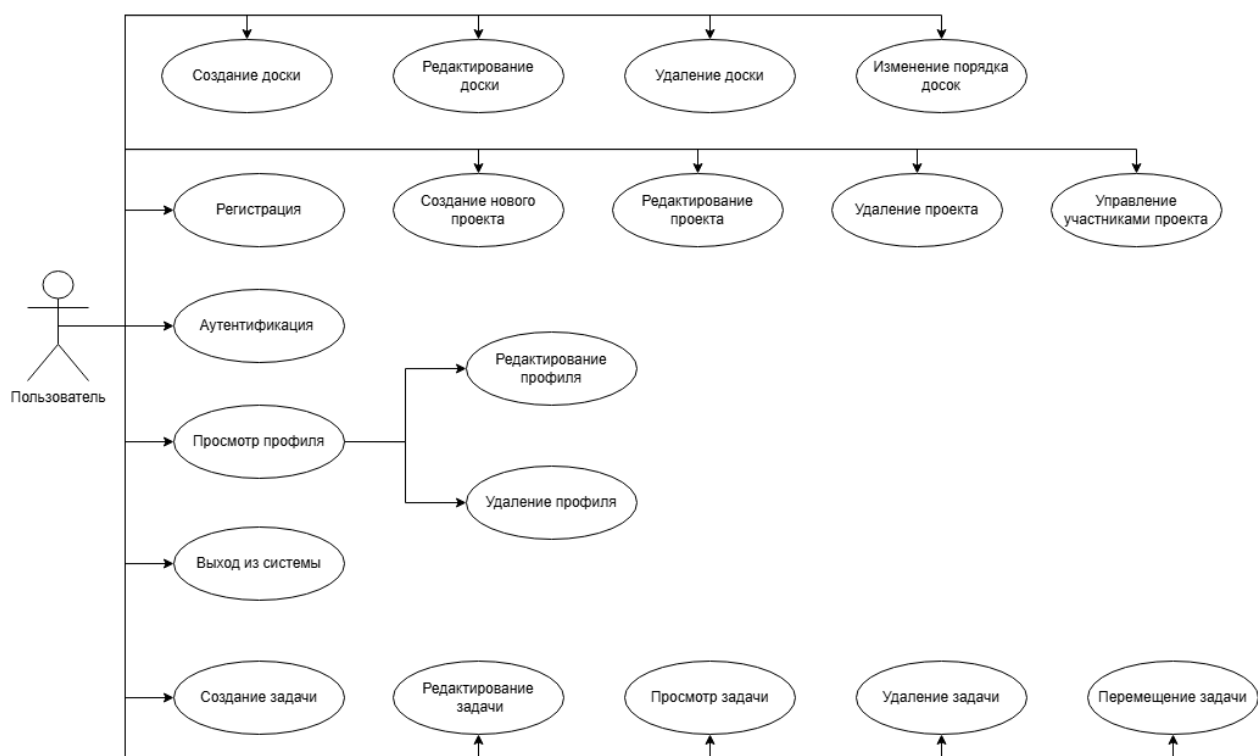 Создание доски
Редактирование
доски
Удаление доски
Изменение порядка
досок
Регистрация
Создание нового
проекта
Редактирование
проекта
Удаление проекта
Управление
участниками проекта
Аутентификация
Пользователь
Редактирование
профиля
Просмотр профиля
Удаление профиля
Выход из системы
Создание задачи
Редактирование
задачи
Просмотр задачи
Удаление задачи
Перемещение задачи